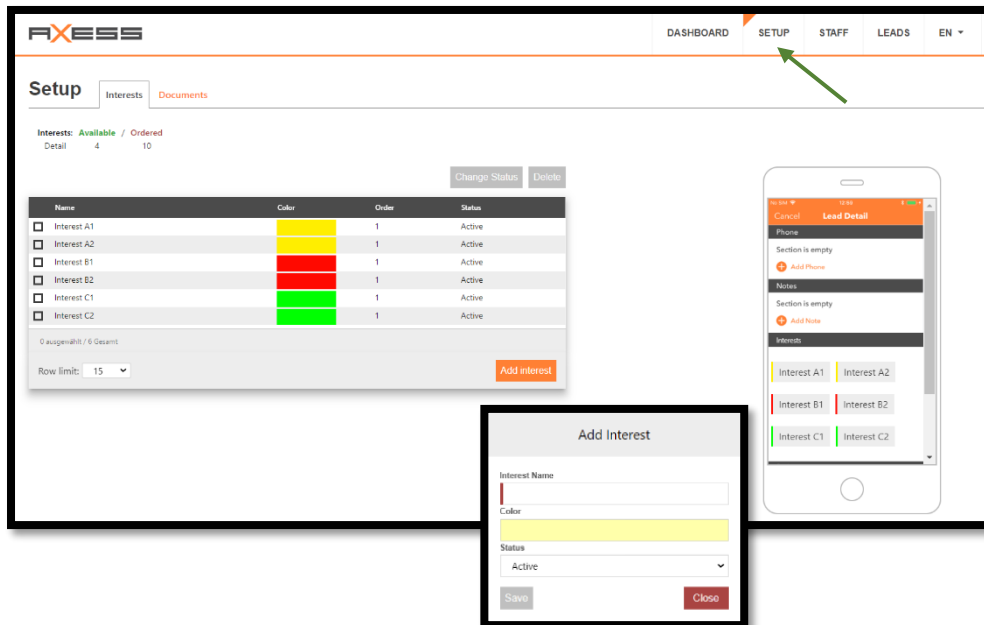 AXESS
DASHBOARD SETUP STAFF LEADS EN
Setup Interests Documents
Interests: Available / Ordered
Detail 4 10
Change Status Delete
Name Color Order Status
Interest A1 1 Active
Interest A2 1 Active
Interest B1 1 Active
Interest B2 1 Active
Interest C1 1 Active
Interest C2 1 Active
0 ausgewählt / 6 Gesamt
Row limit: 15
Add interest
No SIM 12:59
Cancel Lead Detail
Phone
Section is empty
Add Phone
Notes
Section is empty
Add Note
Interests
Interest A1 Interest A2
Interest B1 Interest B2
Interest C1 Interest C2
Add Interest
Interest Name
Color
Status
Active
Save Close